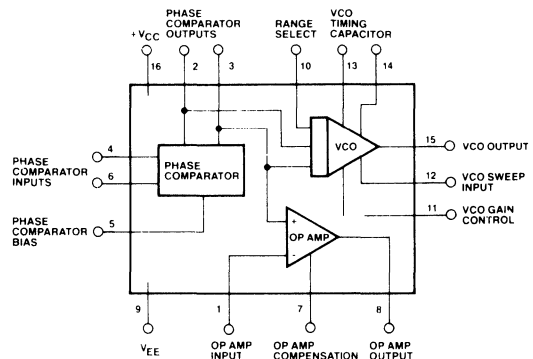 PHASE
COMPARATOR
OUTPUTS
RANGE
SELECT
VCO
TIMING
CAPACITOR
+ VCC
16
2
3
10
13
14
4
PHASE
COMPARATOR
INPUTS
6
PHASE
COMPARATOR
VCO
15
VCO OUTPUT
12
VCO SWEEP
INPUT
11
VCO GAIN
CONTROL
5
PHASE
COMPARATOR
BIAS
+
OP AMP
-
9
1
7
8
VEE
OP AMP
INPUT
OP AMP
COMPENSATION
OP AMP
OUTPUT